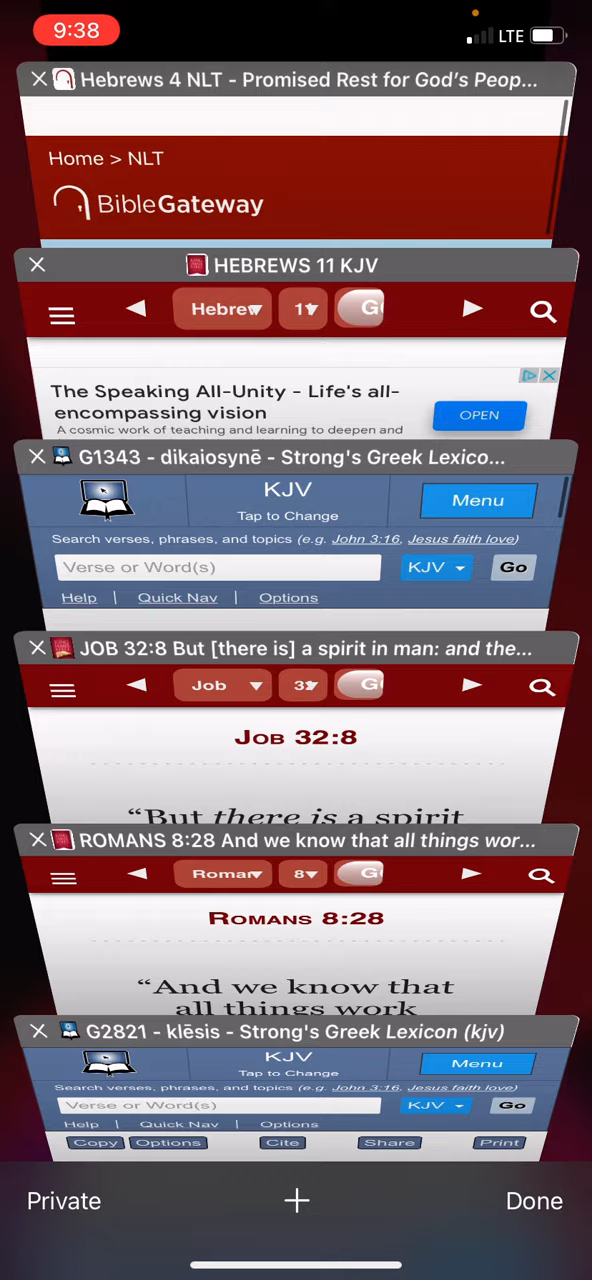 9:38
LTE
Hebrews 4 NLT - Promised Rest for God's Peop...
Home > NLT
BibleGateway
HEBREWS 11 KJV
Hebrew 11 G
The Speaking All-Unity - Life's all-
encompassing vision
A cosmic work of teaching and learning to deepen and
OPEN
G1343 - dikaiosynē - Strong's Greek Lexico...
KJV
Tap to Change
Menu
Search verses, phrases, and topics (e.g. John 3:16, Jesus faith love)
Verse or Word(s) KJV Go
Help | Quick Nav | Options
JOB 32:8 But [there is] a spirit in man: and the...
Job 32 G
JOB 32:8
“But there is a spirit
ROMANS 8:28 And we know that all things wor...
Roman 8 G
ROMANS 8:28
“And we know that
all things work
G2821 - klēsis - Strong's Greek Lexicon (kjv)
KJV
Tap to Change
Menu
Search verses, phrases, and topics (e.g. John 3:16, Jesus faith love)
Verse or Word(s) KJV Go
Help | Quick Nav | Options
Copy Options Cite Share Print
Private + Done